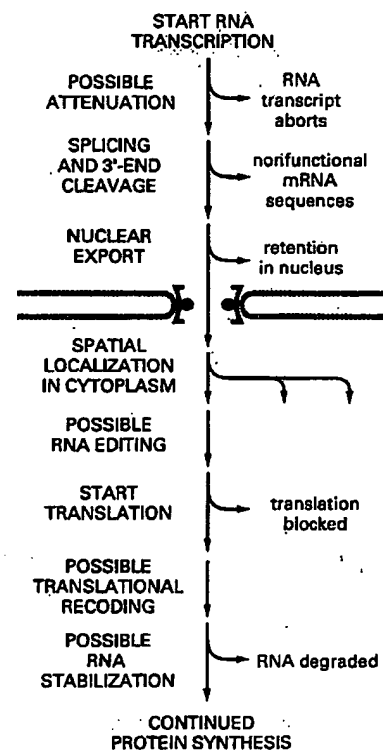 START RNA
TRANSCRIPTION
POSSIBLE
ATTENUATION
RNA
transcript
aborts
SPLICING
AND 3'-END
CLEAVAGE
nonfunctional
mRNA
sequences
NUCLEAR
EXPORT
retention
in nucleus
SPATIAL
LOCALIZATION
IN CYTOPLASM
POSSIBLE
RNA EDITING
START
TRANSLATION
translation
blocked
POSSIBLE
TRANSLATIONAL
RECODING
POSSIBLE
RNA
STABILIZATION
RNA degraded
CONTINUED
PROTEIN SYNTHESIS